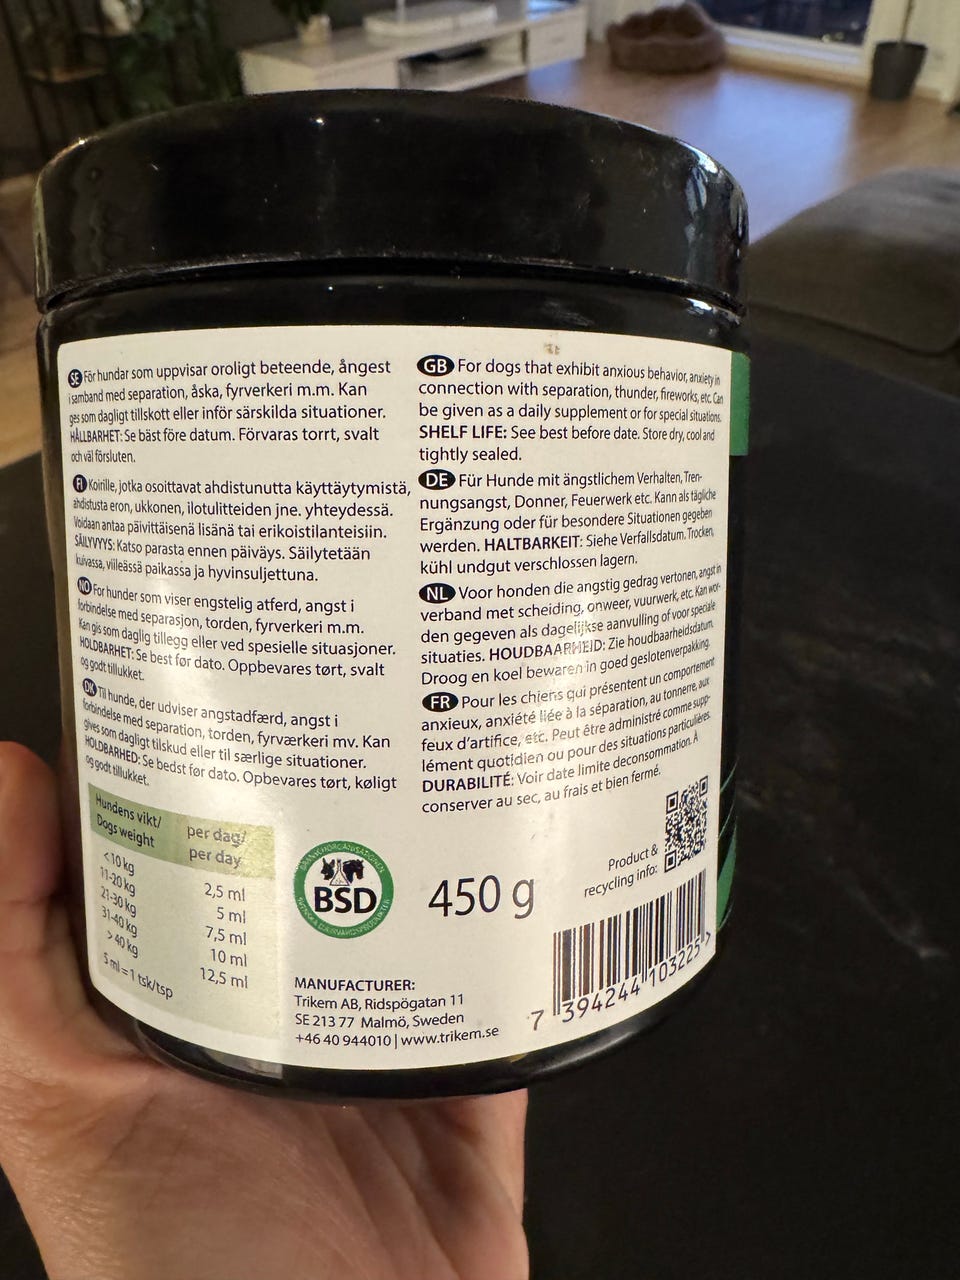 SE För hundar som uppvisar oroligt beteende, ångest
i samband med separation, åska, fyrverkeri m.m. Kan
ges som dagligt tillskott eller inför särskilda situationer.
HÅLLBARHET: Se bäst före datum. Förvaras torrt, svalt
och väl försluten.
FI Koirille, jotka osoittavat ahdistunutta käyttäytymistä,
ahdistusta eron, ukkonen, ilotulitteiden jne. yhteydessä.
Voidaan antaa päivittäisenä lisänä tai erikoistilanteisiin.
SÄILYVYYS: Katso parasta ennen päiväys. Säilytetään
kuivassa, viileässä paikassa ja hyvin suljettuna.
NO For hunder som viser engstelig atferd, angst i
forbindelse med separasjon, torden, fyrverkeri m.m.
Kan gis som daglig tillegg eller ved spesielle situasjoner.
HOLDBARHET: Se best før dato. Oppbevares tørt, svalt
og godt tillukket.
DK Til hunde, der udviser angstadfærd, angst i
forbindelse med separation, torden, fyrværkeri mv. Kan
gives som dagligt tilskud eller til særlige situationer.
HOLDBARHED: Se bedst før dato. Opbevares tørt, køligt
og godt tillukket.
Hundens vikt/ per dag/
Dogs weight per day
<10 kg 2,5 ml
11-20 kg 5 ml
21-30 kg 7,5 ml
31-40 kg 10 ml
> 40 kg 12,5 ml
5 ml = 1 tsk/tsp
GB For dogs that exhibit anxious behavior, anxiety in
connection with separation, thunder, fireworks, etc. Can
be given as a daily supplement or for special situations.
SHELF LIFE: See best before date. Store dry, cool and
tightly sealed.
DE Für Hunde mit ängstlichem Verhalten, Tren-
nungsangst, Donner, Feuerwerk etc. Kann als tägliche
Ergänzung oder für besondere Situationen gegeben
werden. HALTBARKEIT: Siehe Verfallsdatum. Trocken,
kühl undgut verschlossen lagern.
NL Voor honden die angstig gedrag vertonen, angst in
verband met scheiding, onweer, vuurwerk, etc. Kan wor-
den gegeven als dagelijkse aanvulling of voor speciale
situaties. HOUDBAARHEID: Zie houdbaarheidsdatum.
Droog en koel bewaren in goed geslotenverpakking.
FR Pour les chiens qui présentent un comportement
anxieux, anxiété liée à la séparation, au tonnerre, aux
feux d'artifice, etc. Peut être administré comme supp-
lément quotidien ou pour des situations particulières.
DURABILITÉ: Voir date limite deconsommation. À
conserver au sec, au frais et bien fermé.
BSD
450 g
Product &
recycling info:
MANUFACTURER:
Trikem AB, Ridspögatan 11
SE 213 77 Malmö, Sweden
+46 40 944010 | www.trikem.se
7 394244 103225 >